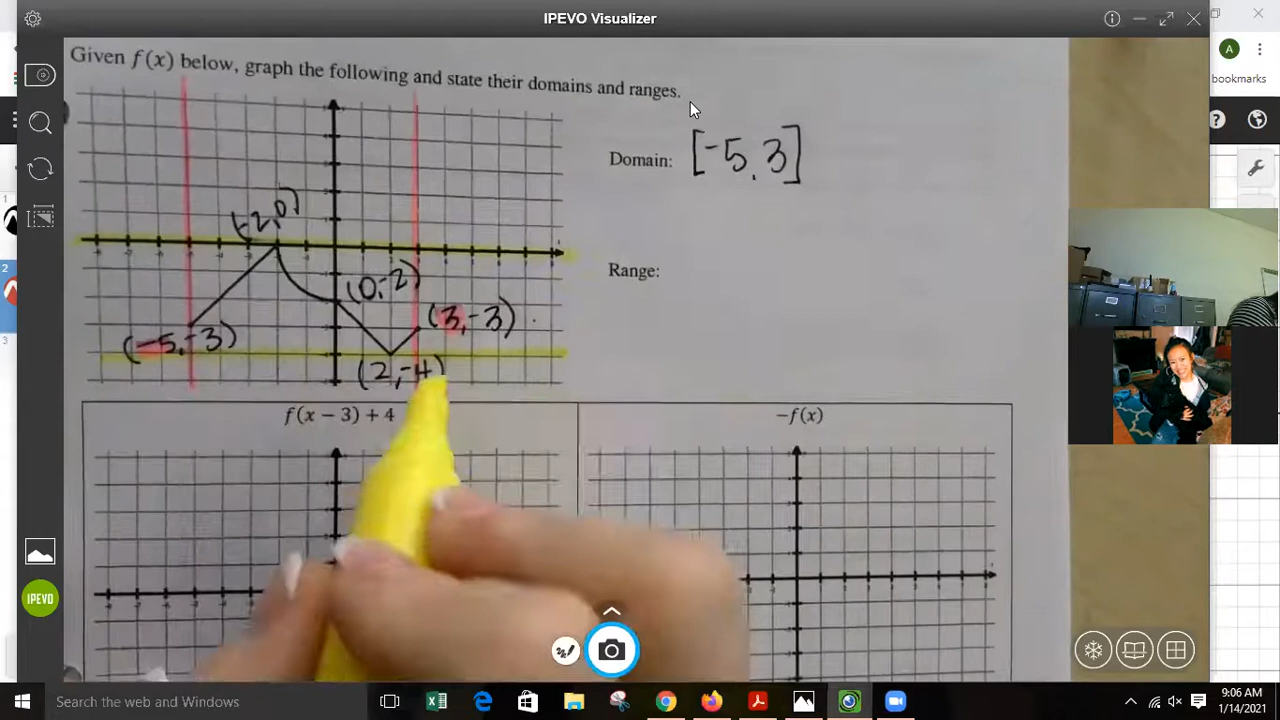 IPEVO Visualizer
Given f(x) below, graph the following and state their domains and ranges.
Domain: [-5, 3]
(-2,0)
(0,-2)
(3,-3)
(-5,-3)
(2,-4)
Range:
f(x − 3) + 4
−f(x)
A
bookmarks
2
3
IPEVO
Search the web and Windows
9:06 AM
1/14/2021